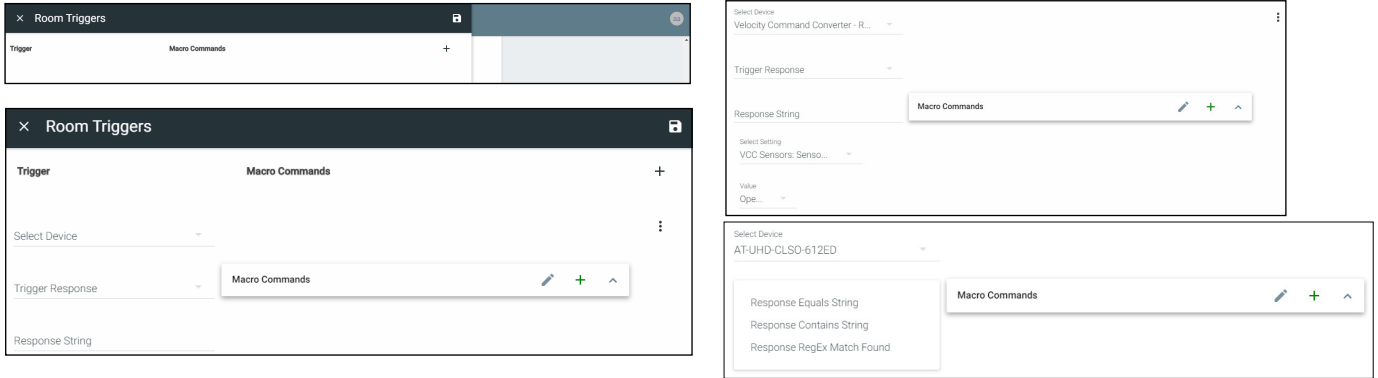 × Room Triggers
Trigger Macro Commands +
× Room Triggers
Trigger Macro Commands +
Select Device
Trigger Response
Macro Commands +
Response String
Select Device
Velocity Command Converter - R...
Trigger Response
Response String
Macro Commands +
Select Setting
VCC Sensors: Senso...
Value
Ope...
Select Device
AT-UHD-CLSO-612ED
Response Equals String
Response Contains String
Response RegEx Match Found
Macro Commands +